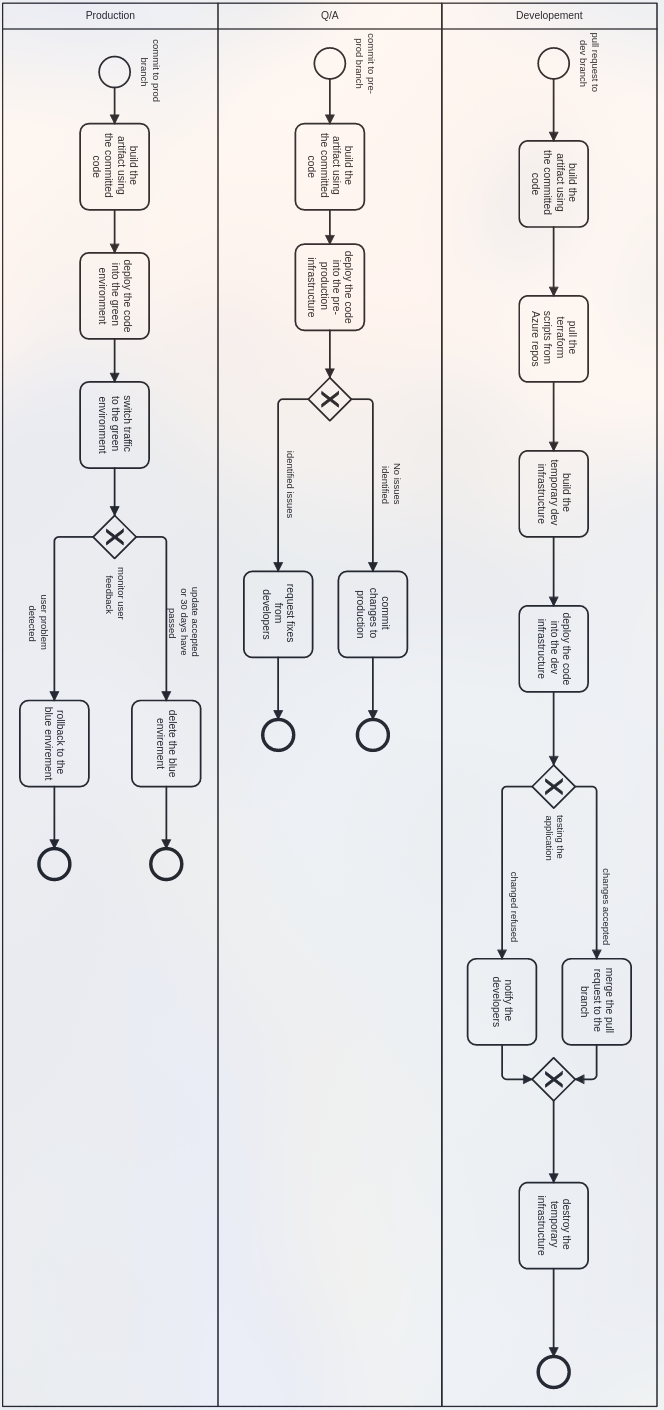 Production
Q/A
Developement
commit to prod
branch
build the
artifact using
the committed
code
deploy the code
into the green
environment
switch traffic
to the green
environment
monitor user
feedback
update accepted
or 30 days have
passed
user problem
detected
delete the blue
envirement
rollback to the
blue envirement
commit to pre-
prod branch
build the
artifact using
the committed
code
deploy the code
into the pre-
production
infrastructure
No issues
identified
identified issues
commit
changes to
production
request fixes
from
developers
pull request to
dev branch
build the
artifact using
the committed
code
pull the
terraform
scripts from
Azure repos
build the
temporary dev
infrastructure
deploy the code
into the dev
infrastructure
testing the
application
changes accepted
changed refused
merge the pull
request to the
branch
notify the
developers
destroy the
temporary
infrastructure